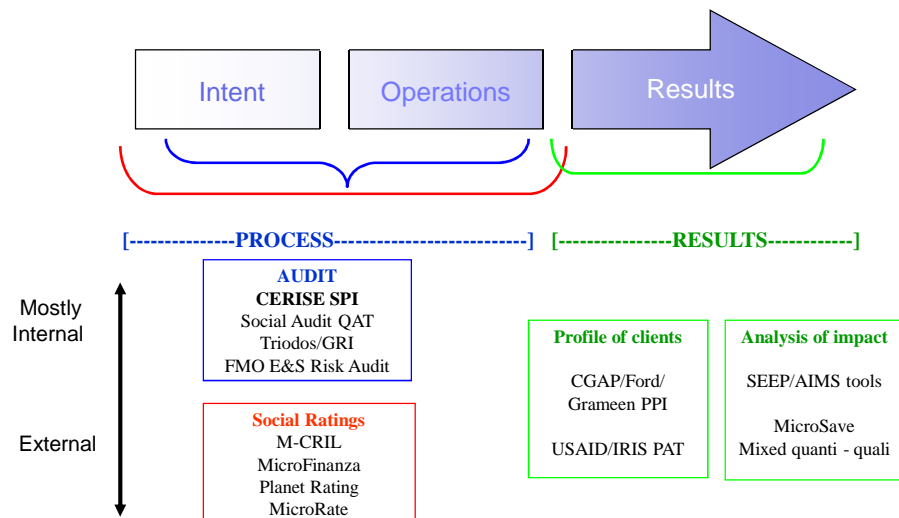 Intent
Operations
Results
[---------------PROCESS---------------------------]
[----------------RESULTS------------]
Mostly
Internal
External
AUDIT
CERISE SPI
Social Audit QAT
Triodos/GRI
FMO E&S Risk Audit
Social Ratings
M-CRIL
MicroFinanza
Planet Rating
MicroRate
Profile of clients
CGAP/Ford/
Grameen PPI
USAID/IRIS PAT
Analysis of impact
SEEP/AIMS tools
MicroSave
Mixed quanti - quali